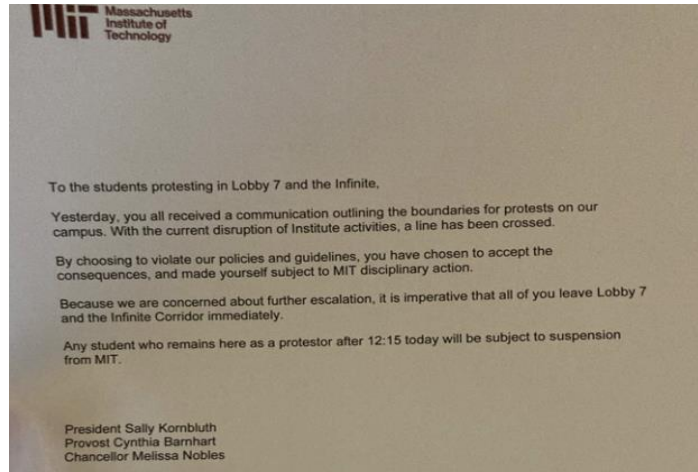 Massachusetts
Institute of
Technology
To the students protesting in Lobby 7 and the Infinite,
Yesterday, you all received a communication outlining the boundaries for protests on our
campus. With the current disruption of Institute activities, a line has been crossed.
By choosing to violate our policies and guidelines, you have chosen to accept the
consequences, and made yourself subject to MIT disciplinary action.
Because we are concerned about further escalation, it is imperative that all of you leave Lobby 7
and the Infinite Corridor immediately.
Any student who remains here as a protestor after 12:15 today will be subject to suspension
from MIT.
President Sally Kornbluth
Provost Cynthia Barnhart
Chancellor Melissa Nobles